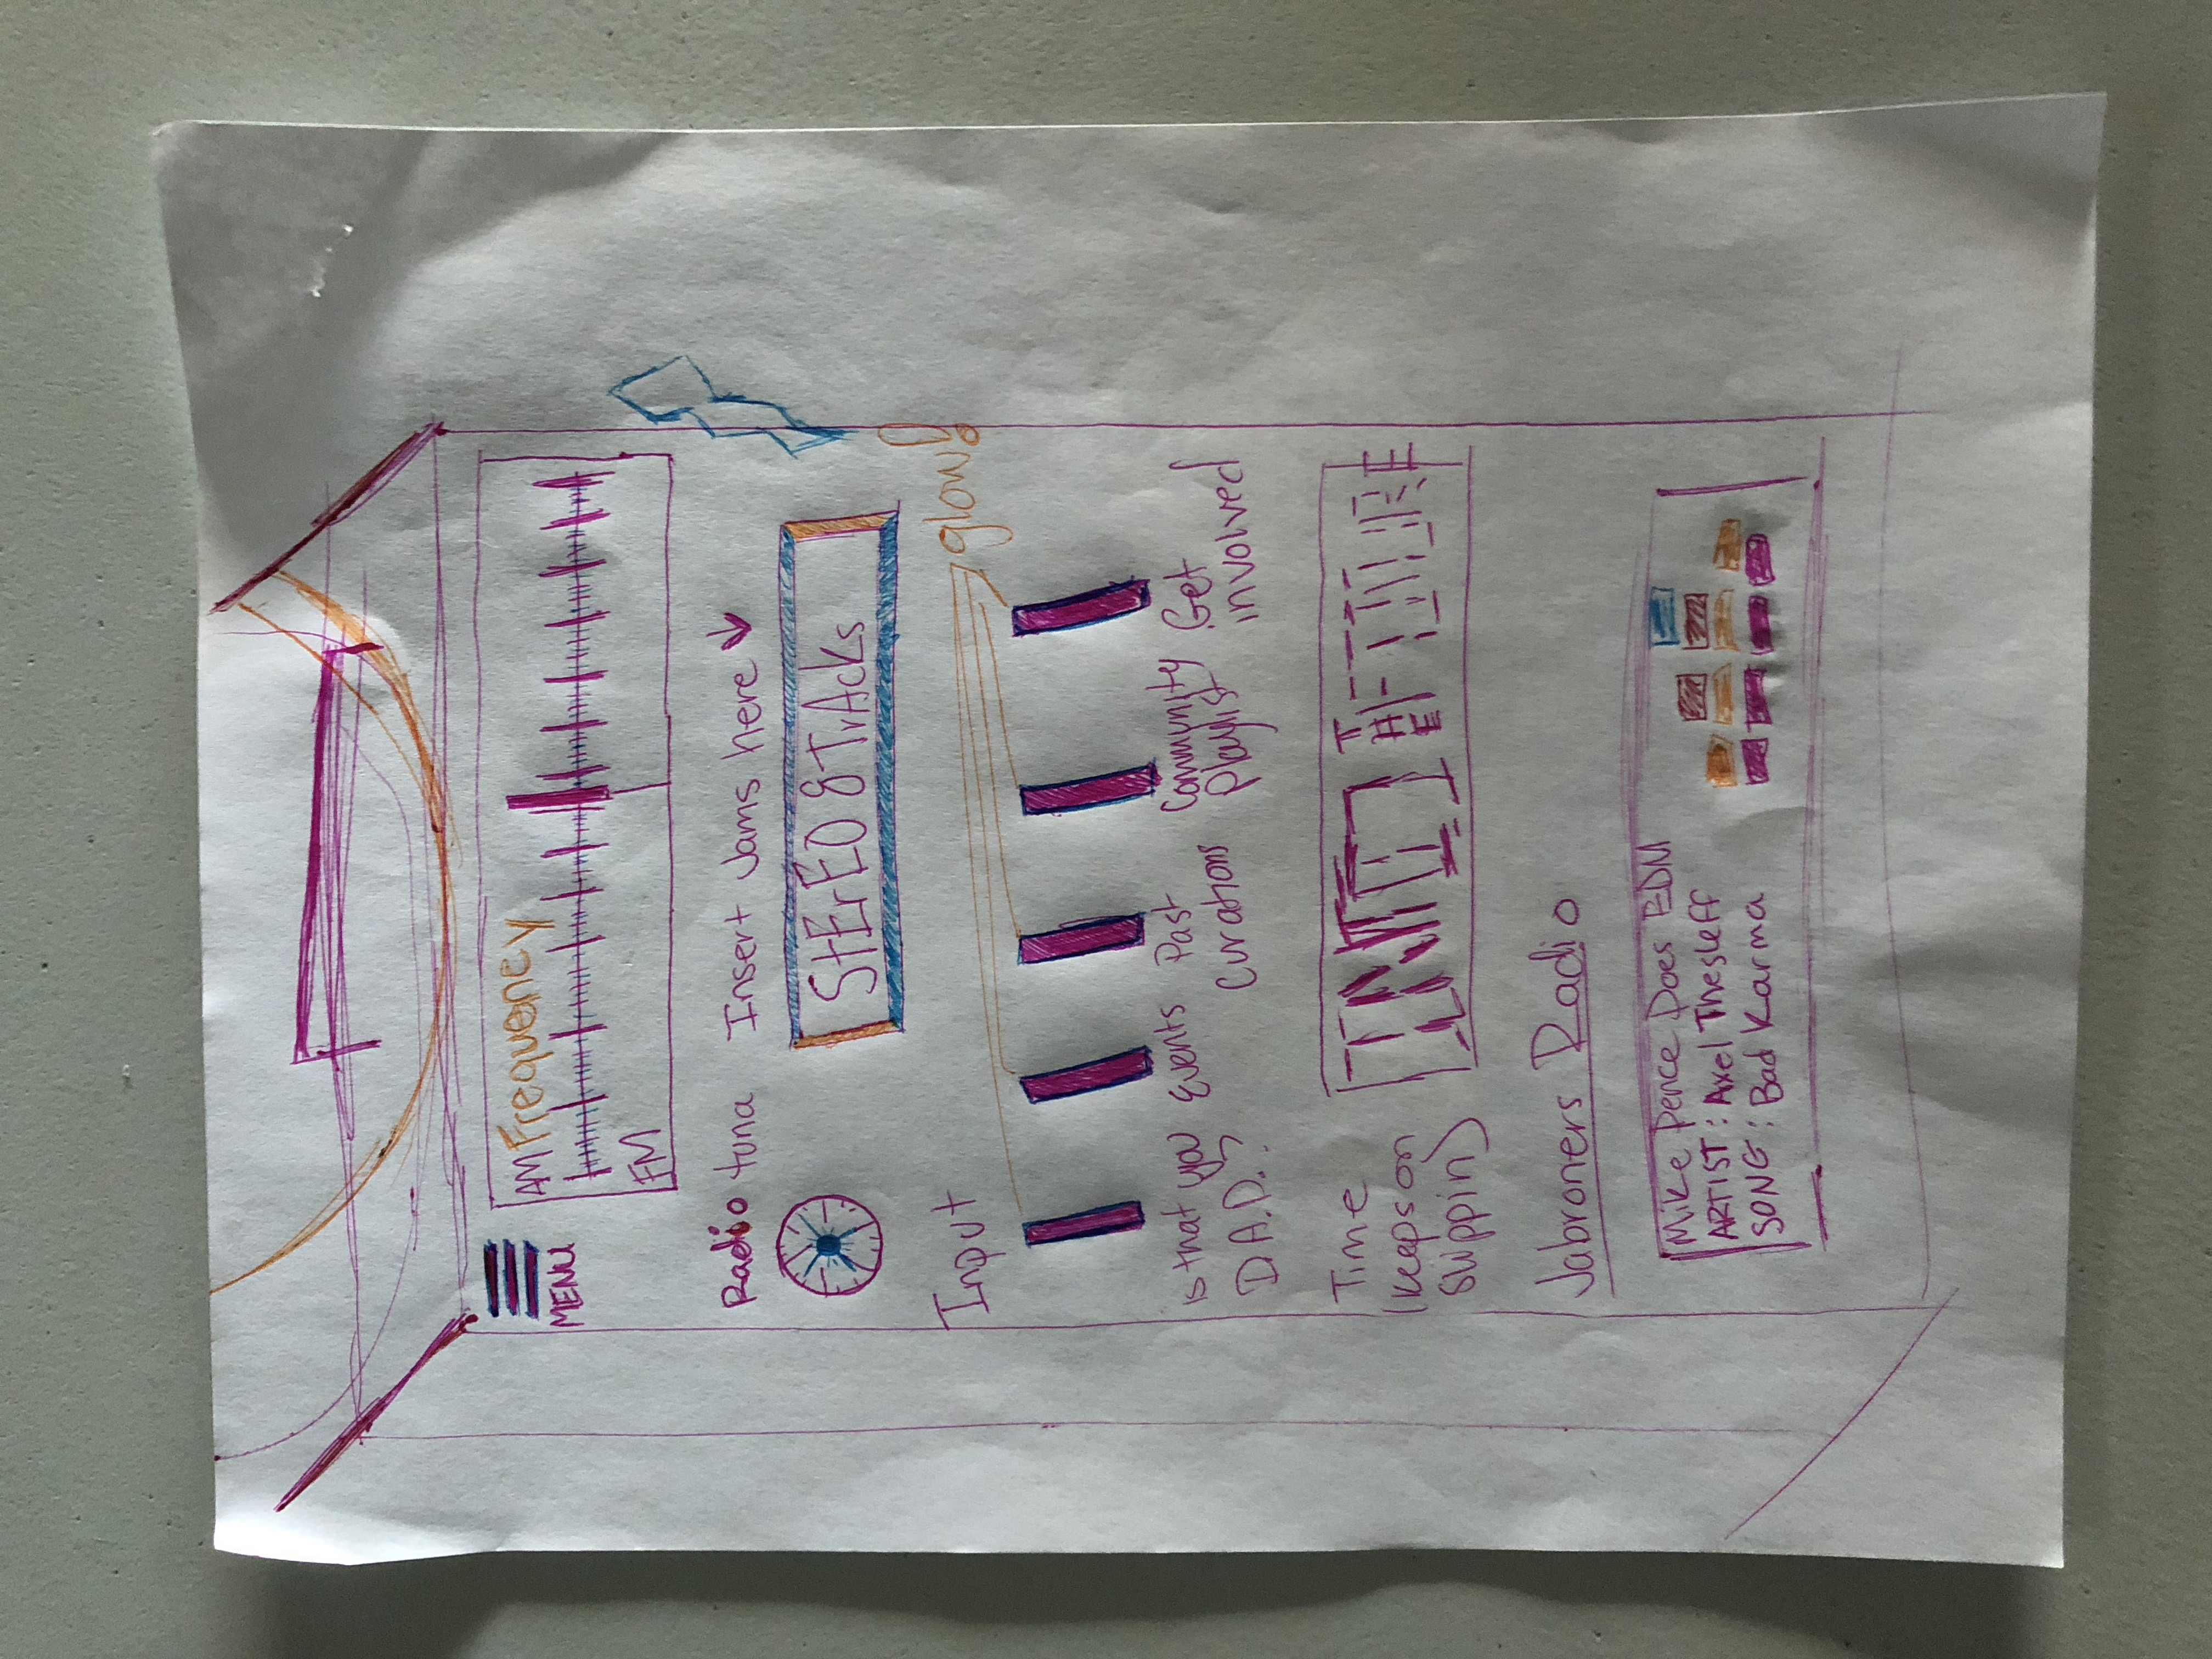 MENU
AM Frequency
FM
Radio tuna
Insert Jams here
StErEO 8TrAcks
Input
glow!
is that you
D.A.D.?
Events
Past
Curations
Community
Playlist
Get
involved
Time
(keeps on
slippin)
INTO THE FUTURE
Jabroners Radio
Mike Pence Does EDM
ARTIST: Axel Thesleff
SONG: Bad Karma